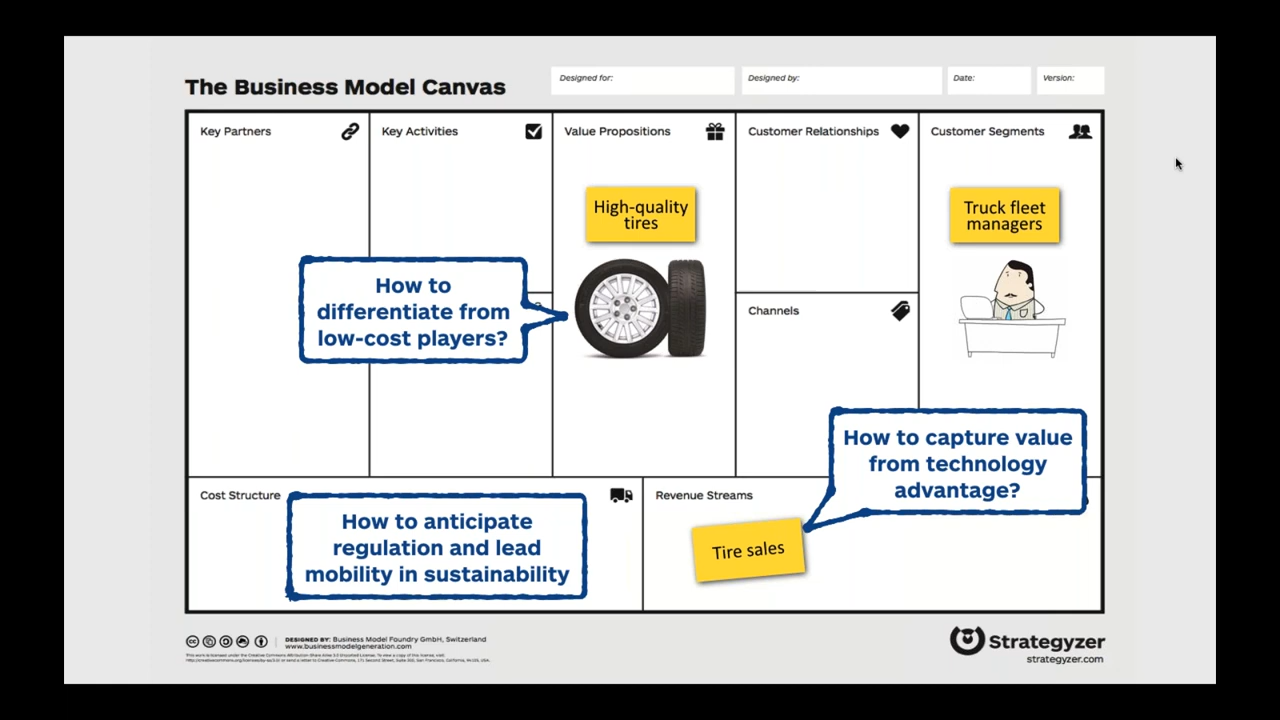 The Business Model Canvas
Designed for:
Designed by:
Date:
Version:
Key Partners
Key Activities
Value Propositions
Customer Relationships
Customer Segments
High-quality
tires
Truck fleet
managers
How to
differentiate from
low-cost players?
Channels
How to capture value
from technology
advantage?
Cost Structure
How to anticipate
regulation and lead
mobility in sustainability
Revenue Streams
Tire sales
DESIGNED BY: Business Model Foundry GmbH, Switzerland
www.businessmodelgeneration.com
Strategyzer
strategyzer.com